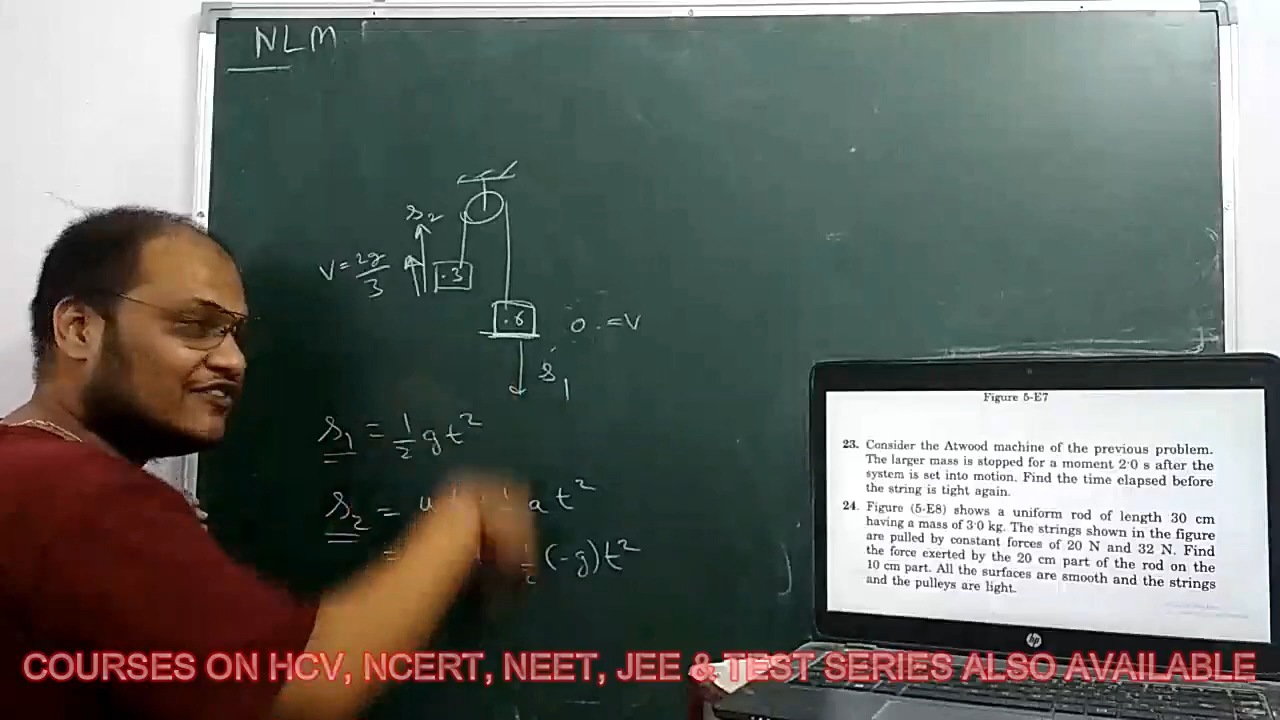 NLM
s₂
V = 2g/3
.3
.6
0 = V
s₁
s₁ = 1/2 gt²
s₂ = u at²
1/2 (-g)t²
Figure 5-E7
23. Consider the Atwood machine of the previous problem.
The larger mass is stopped for a moment 2·0 s after the
system is set into motion. Find the time elapsed before
the string is tight again.
24. Figure (5-E8) shows a uniform rod of length 30 cm
having a mass of 3·0 kg. The strings shown in the figure
are pulled by constant forces of 20 N and 32 N. Find
the force exerted by the 20 cm part of the rod on the
10 cm part. All the surfaces are smooth and the strings
and the pulleys are light.
hp
COURSES ON HCV, NCERT, NEET, JEE & TEST SERIES ALSO AVAILABLE